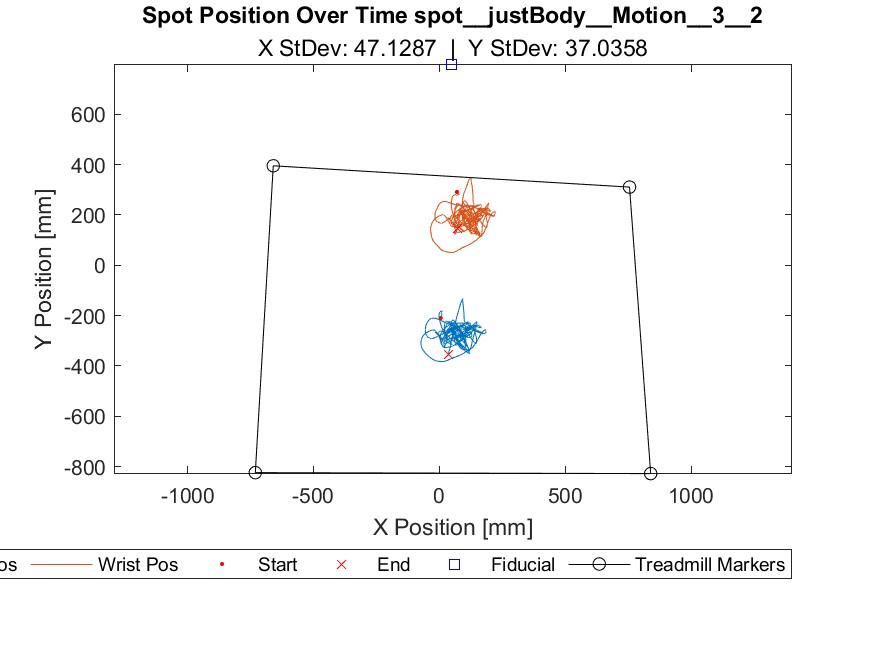 Spot Position Over Time spot__justBody__Motion__3__2
X StDev: 47.1287 | Y StDev: 37.0358
600
400
200
0
-200
-400
-600
-800
Y Position [mm]
-1000 -500 0 500 1000
X Position [mm]
os Wrist Pos Start End Fiducial Treadmill Markers